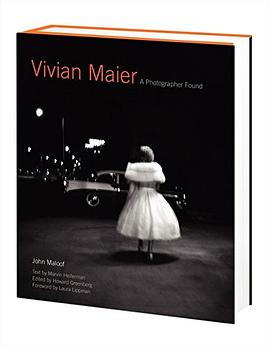 Vivian Maier A Photographer Found
John Maloof
Text by Marvin Heiferman
Edited by Howard Greenberg
Foreword by Laura Lippman